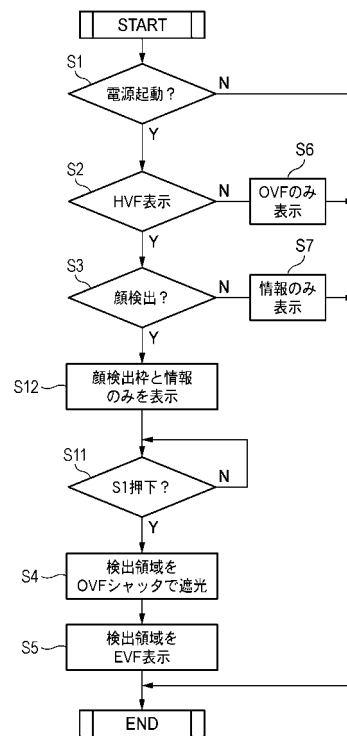 START
S1
電源起動？
N
Y
S2
HVF表示
N
S6
OVFのみ
表示
Y
S3
顔検出？
N
S7
情報のみ
表示
Y
S12
顔検出枠と情報
のみを表示
S11
S1押下？
N
Y
S4
検出領域を
OVFシャッタで遮光
S5
検出領域を
EVF表示
END